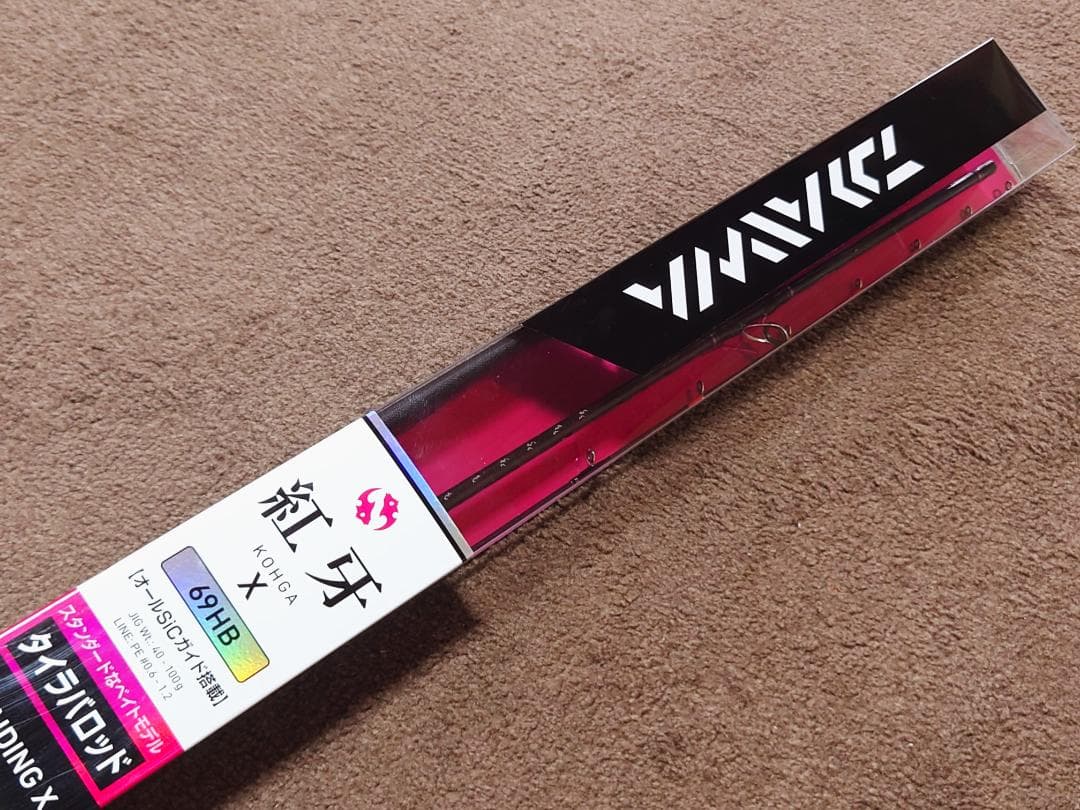 DAIWA
紅牙
KOHGA
X
69HB
[オールSiCガイド搭載]
JIG Wt.: 40 - 100g
LINE: PE #0.6 - 1.2
スタンダードなベイトモデル
タイラバロッド
X